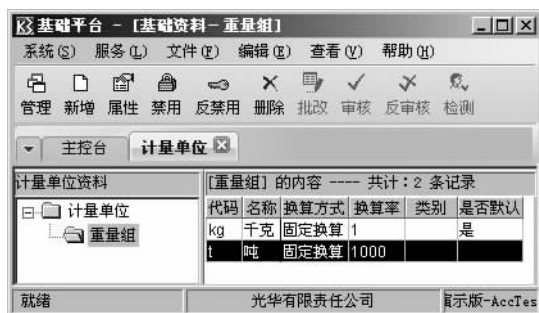 基础平台 - [基础资料-重量组]
系统(S) 服务(L) 文件(F) 编辑(E) 查看(V) 帮助(H)
管理 新增 属性 禁用 反禁用 删除 批改 审核 反审核 检测
主控台 计量单位
计量单位资料 [重量组] 的内容 ---- 共计：2 条记录
计量单位
重量组
代码 名称 换算方式 换算率 类别 是否默认
kg 千克 固定换算 1 是
t 吨 固定换算 1000
就绪 光华有限责任公司 演示版-AccTes